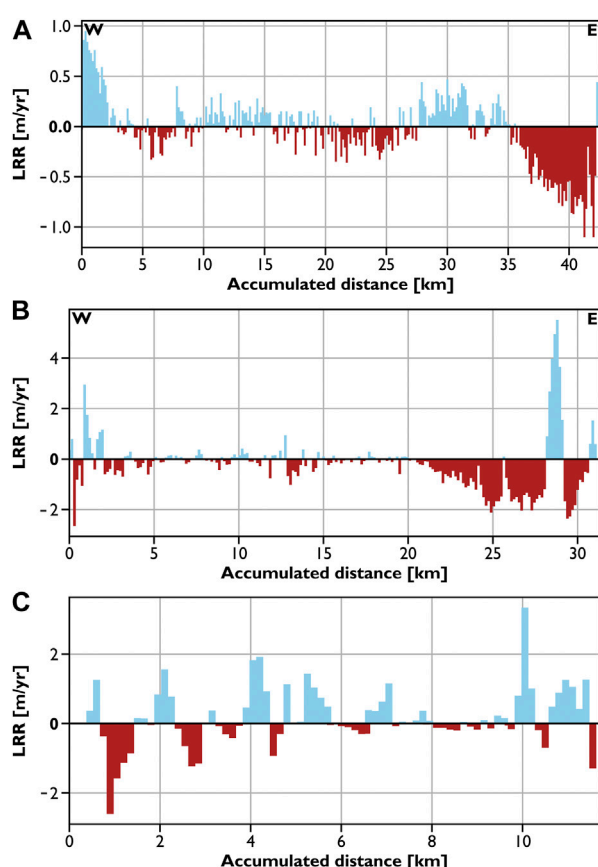 A
W
E
LRR [m/yr]
1.0
0.5
0.0
-0.5
-1.0
0 5 10 15 20 25 30 35 40
Accumulated distance [km]
B
W
E
LRR [m/yr]
4
2
0
-2
0 5 10 15 20 25 30
Accumulated distance [km]
C
LRR [m/yr]
2
0
-2
0 2 4 6 8 10
Accumulated distance [km]